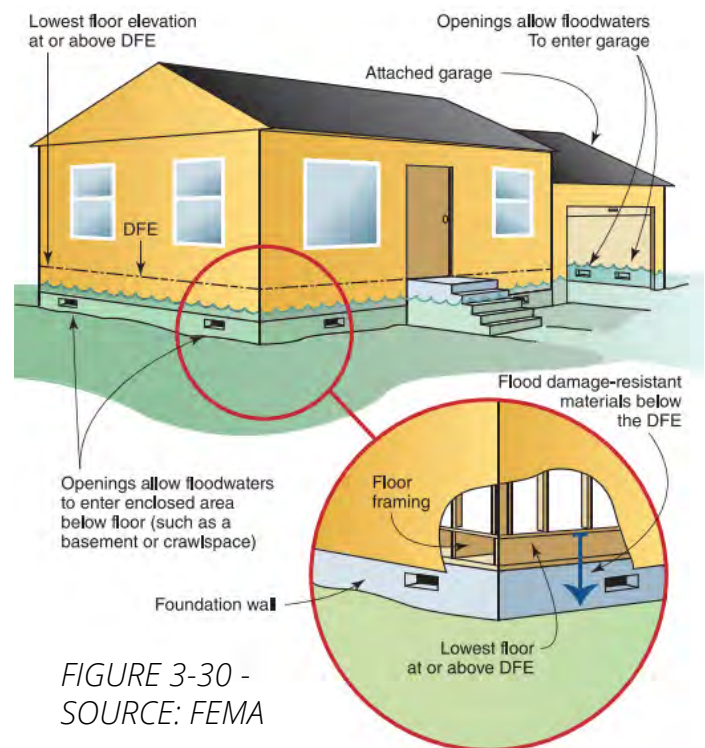 Lowest floor elevation
at or above DFE
Openings allow floodwaters
To enter garage
Attached garage
DFE
Openings allow floodwaters
to enter enclosed area
below floor (such as a
basement or crawlspace)
Flood damage-resistant
materials below
the DFE
Floor
framing
Foundation wall
Lowest floor
at or above DFE
FIGURE 3-30 -
SOURCE: FEMA